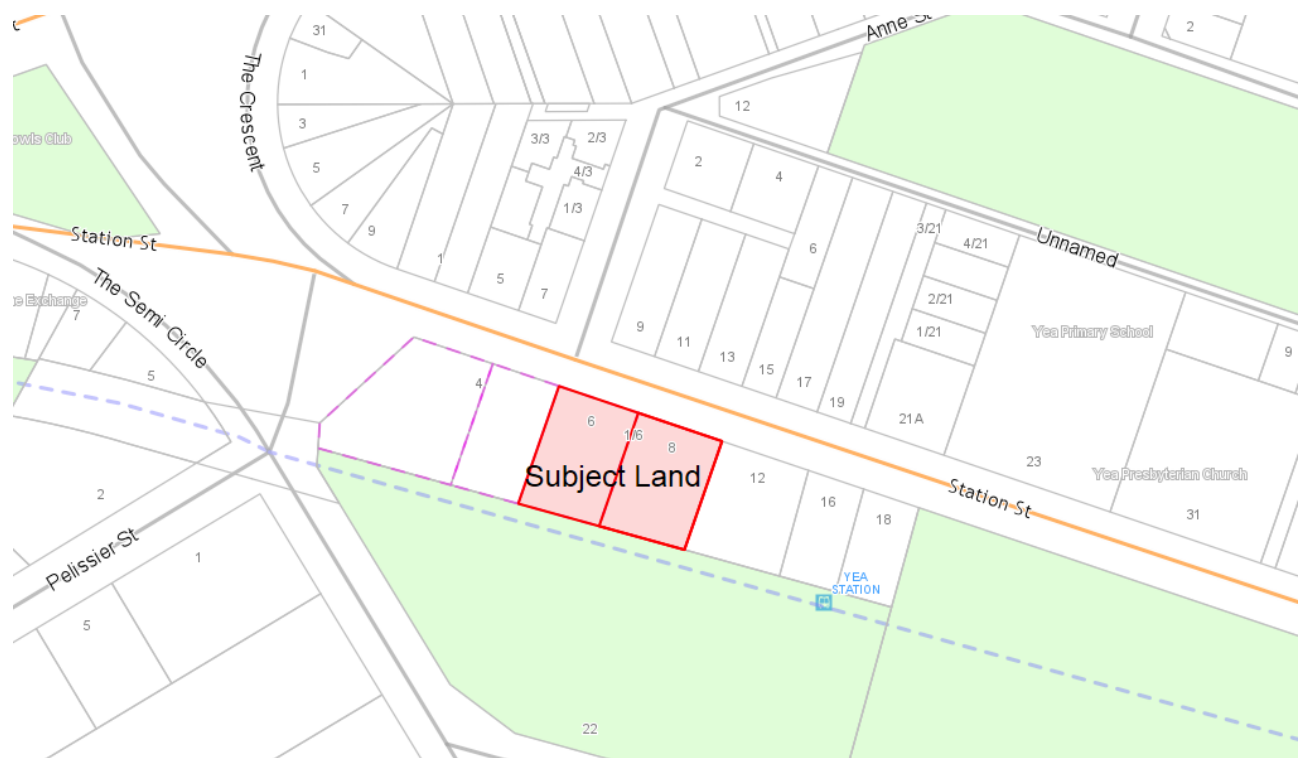 Anne St
31
2
The Crescent
1
12
3
3/3
2/3
owls Club
5
4/3
2
4
7
1/3
9
Station St
3/21
4/21
Unnamed
6
1
5
7
The Semi Circle
e Exchange
7
2/21
1/21
Yea Primary School
9
11
13
15
17
19
9
5
4
6
1/6
8
21A
23
Subject Land
12
Yea Presbyterian Church
Station St
2
16
18
31
Pelissier St
1
YEA
STATION
5
22